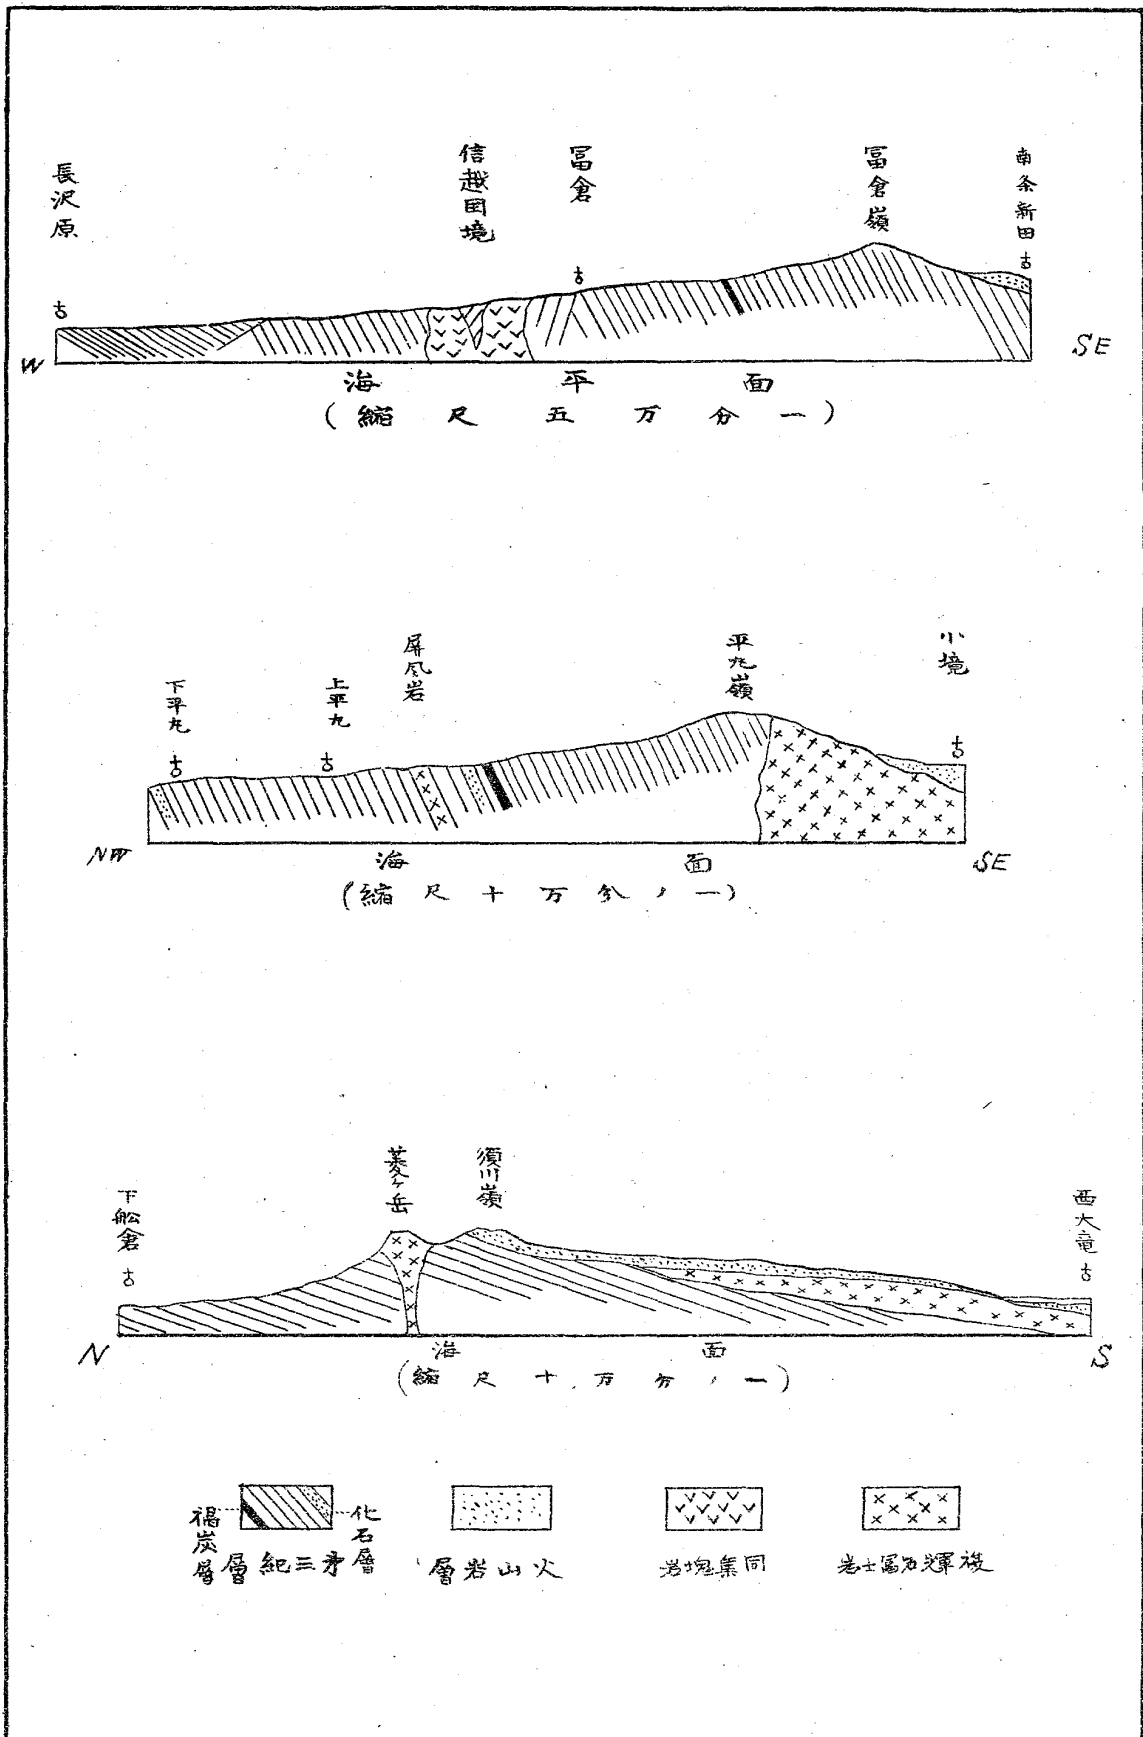 長沢原
信越国境
冨倉
冨倉嶺
南条新田
W
SE
海平面
(縮尺五万分一)
下平丸
上平丸
屏風岩
平丸嶺
小境
NW
SE
海面
(縮尺十万分ノ一)
下舩倉
菱ヶ岳
須川嶺
西大竜
N
S
海面
(縮尺十万分ノ一)
褐炭層
化石層
層紀三㐧
層岩山火
岩塊集同
岩士冨石輝複